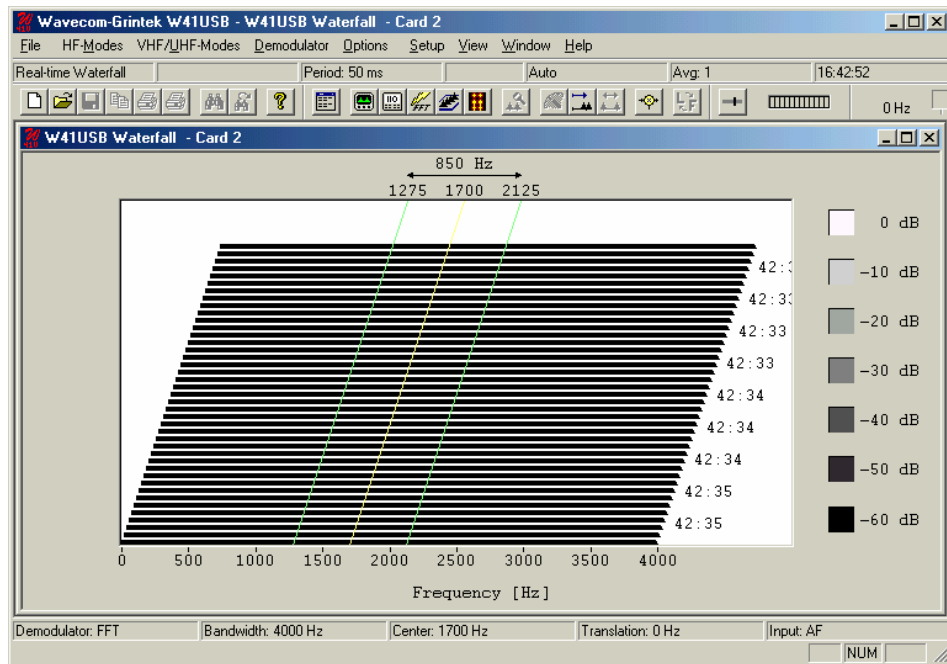 Wavecom-Grintek W41USB - W41USB Waterfall - Card 2
File HF-Modes VHF/UHF-Modes Demodulator Options Setup View Window Help
Real-time Waterfall Period: 50 ms Auto Avg: 1 16:42:52
0 Hz
W41USB Waterfall - Card 2
850 Hz
1275 1700 2125
0 dB
-10 dB
-20 dB
-30 dB
-40 dB
-50 dB
-60 dB
42:33
42:33
42:33
42:34
42:34
42:34
42:35
42:35
0 500 1000 1500 2000 2500 3000 3500 4000
Frequency [Hz]
Demodulator: FFT Bandwidth: 4000 Hz Center: 1700 Hz Translation: 0 Hz Input: AF
NUM